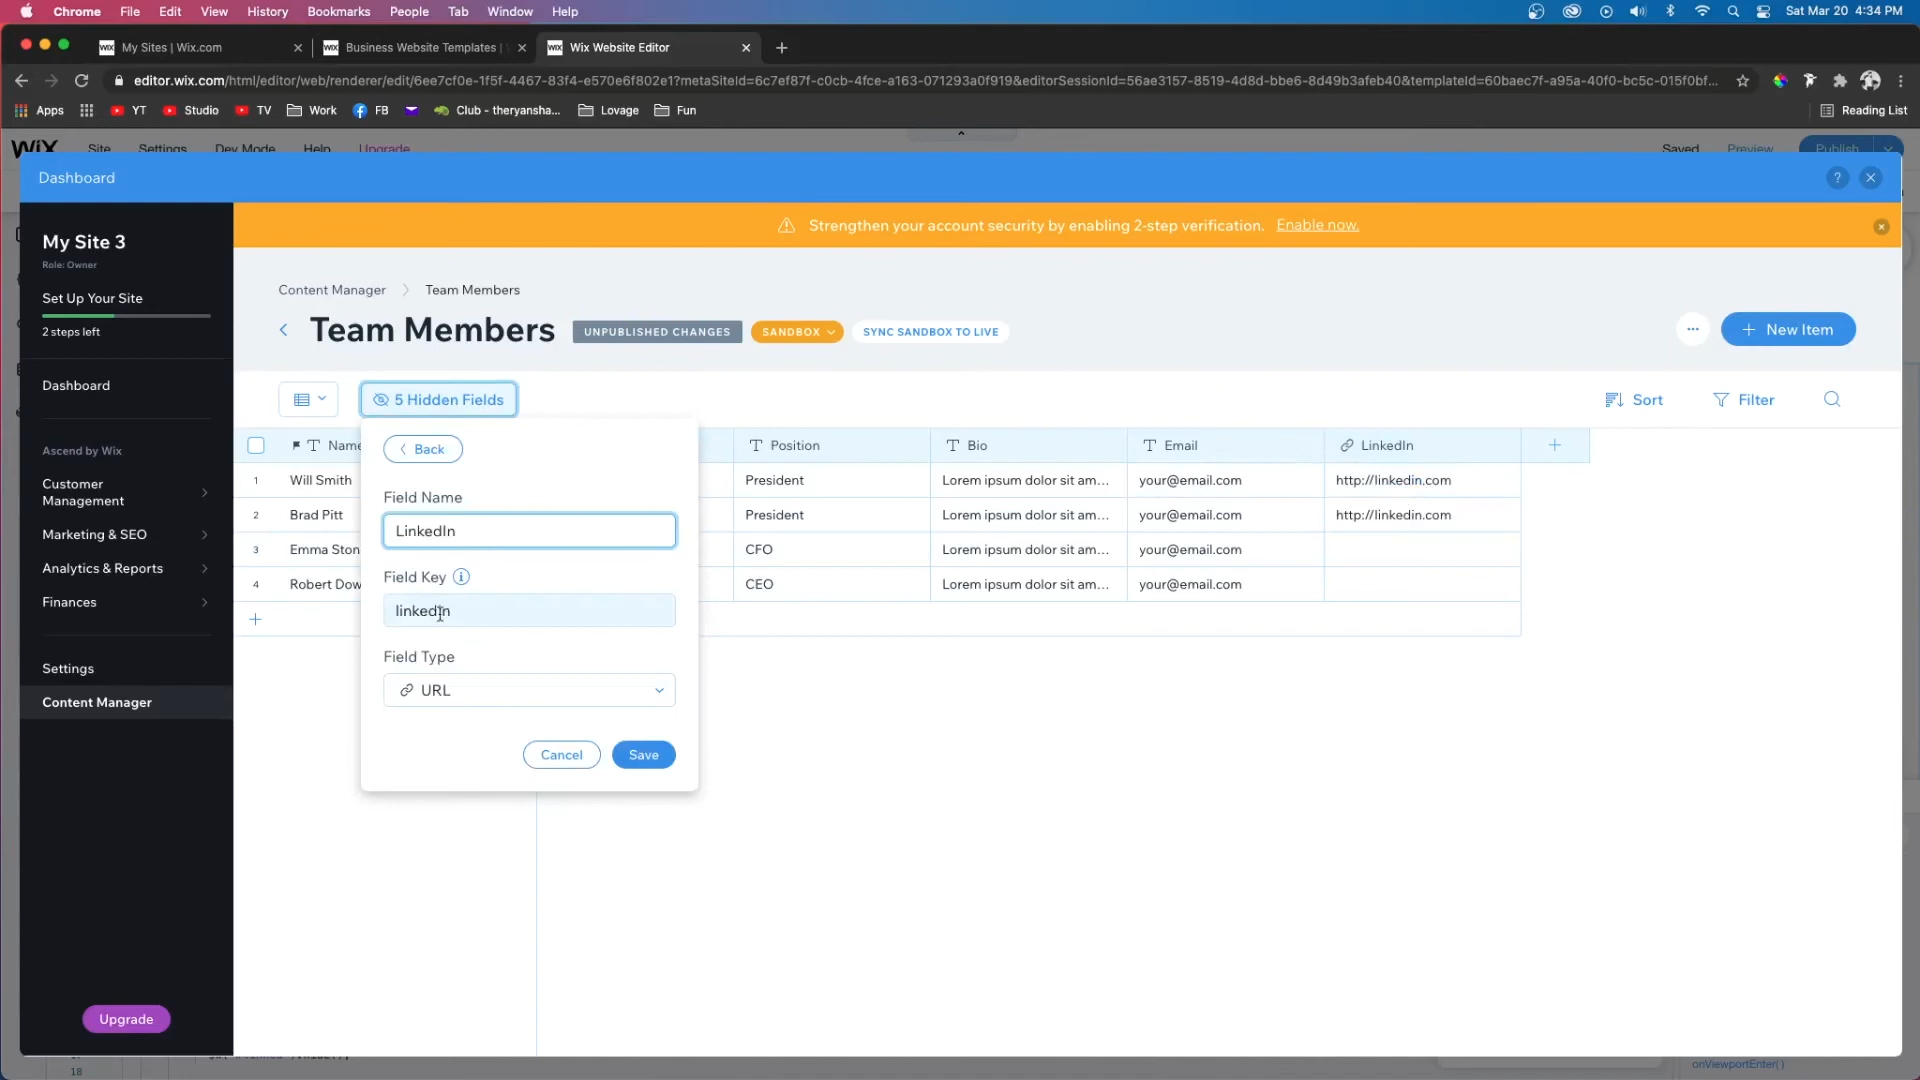 Chrome File Edit View History Bookmarks People Tab Window Help Sat Mar 20 4:34 PM
WiX My Sites | Wix.com
WiX Business Website Templates |
WiX Wix Website Editor
editor.wix.com/html/editor/web/renderer/edit/6ee7cf0e-1f5f-4467-83f4-e570e6f802e1?metaSiteId=6c7ef87f-c0cb-4fce-a163-071293a0f919&editorSessionId=56ae3157-8519-4d8d-bbe6-8d49b3afeb40&templateId=60baec7f-a95a-40f0-bc5c-015f0bf...
Apps YT Studio TV Work FB Club - theryansha... Lovage Fun Reading List
WiX Site Settings Dev Mode Help Upgrade Saved Preview Publish
Dashboard ?
Strengthen your account security by enabling 2-step verification. Enable now.
My Site 3
Role: Owner
Set Up Your Site
2 steps left
Dashboard
Ascend by Wix
Customer
Management
Marketing & SEO
Analytics & Reports
Finances
Settings
Content Manager
Upgrade
Content Manager > Team Members
Team Members UNPUBLISHED CHANGES SANDBOX SYNC SANDBOX TO LIVE ... + New Item
5 Hidden Fields Sort Filter
Name Position Bio Email LinkedIn +
1 Will Smith President Lorem ipsum dolor sit am... your@email.com http://linkedin.com
2 Brad Pitt President Lorem ipsum dolor sit am... your@email.com http://linkedin.com
3 Emma Ston CFO Lorem ipsum dolor sit am... your@email.com
4 Robert Dow CEO Lorem ipsum dolor sit am... your@email.com
+
Back
Field Name
LinkedIn
Field Key i
linkedin
Field Type
URL
Cancel Save
18
onViewportEnter()